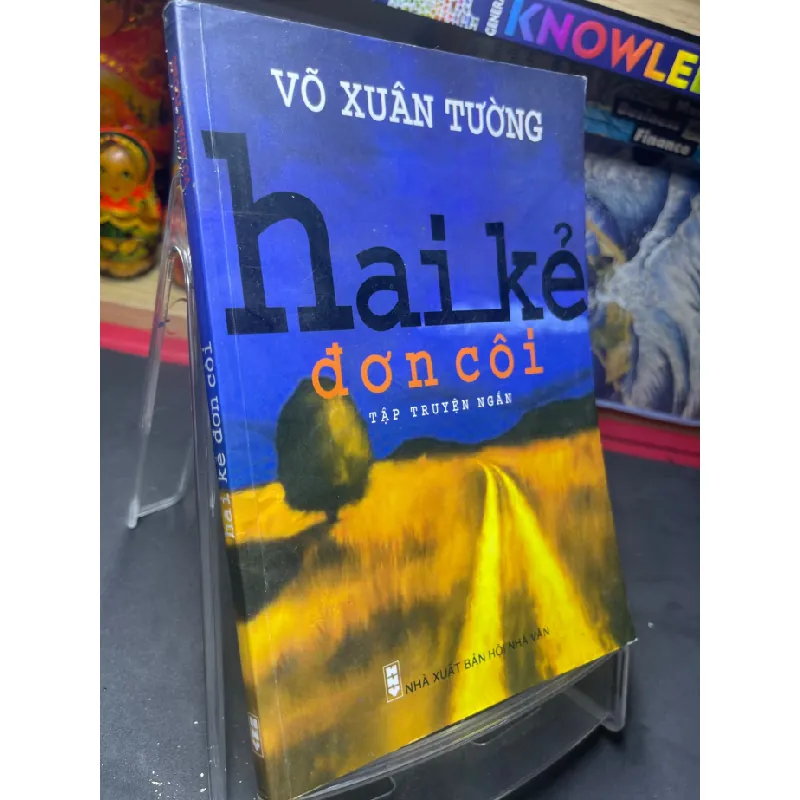 VÕ XUÂN TƯỜNG
hai kẻ
đơn côi
TẬP TRUYỆN NGẮN
NHÀ XUẤT BẢN HỘI NHÀ VĂN
hai kẻ đơn côi
GENERAL
KNOWLE
Finance